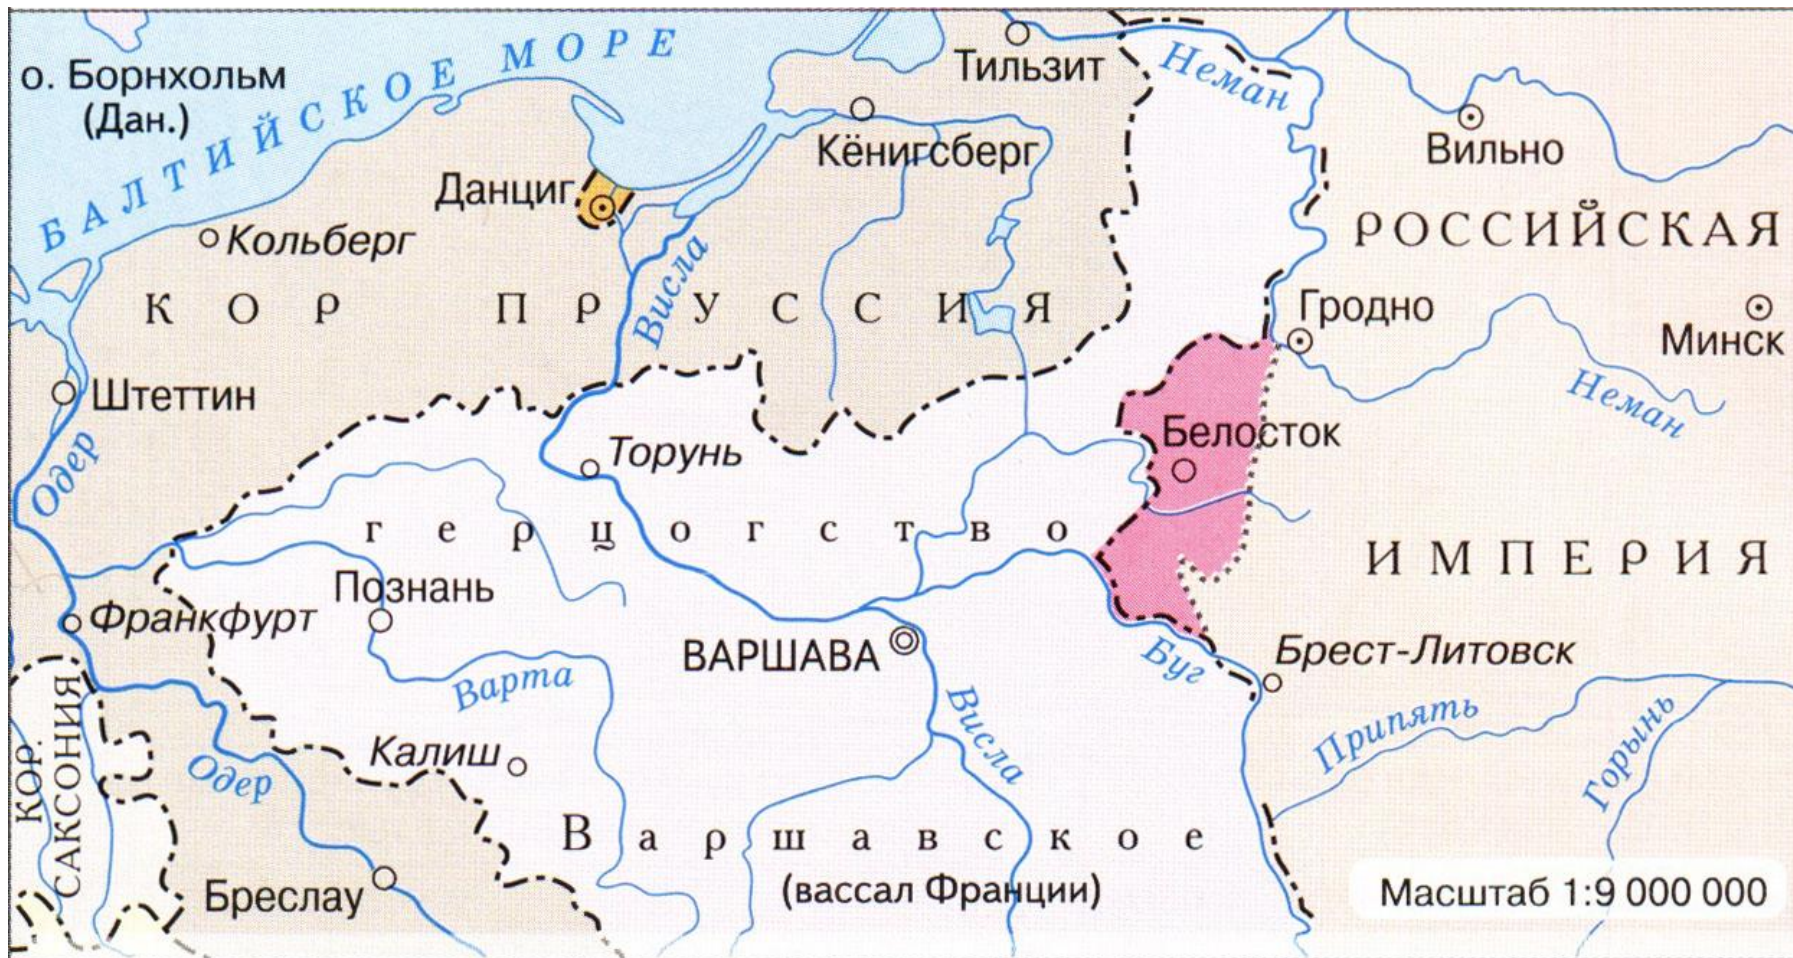 БАЛТИЙСКОЕ МОРЕ
о. Борнхольм
(Дан.)
Тильзит
Неман
Вильно
Кёнигсберг
Данциг
Кольберг
Висла
РОССИЙСКАЯ
КОР ПРУССИЯ
Гродно
Минск
Штеттин
Неман
Одер
Торунь
Белосток
герцогство
ИМПЕРИЯ
Познань
Франкфурт
ВАРШАВА
Буг
Брест-Литовск
Варта
Висла
Припять
Горынь
КОР.
САКСОНИЯ
Одер
Калиш
Варшавское
(вассал Франции)
Бреслау
Масштаб 1:9 000 000